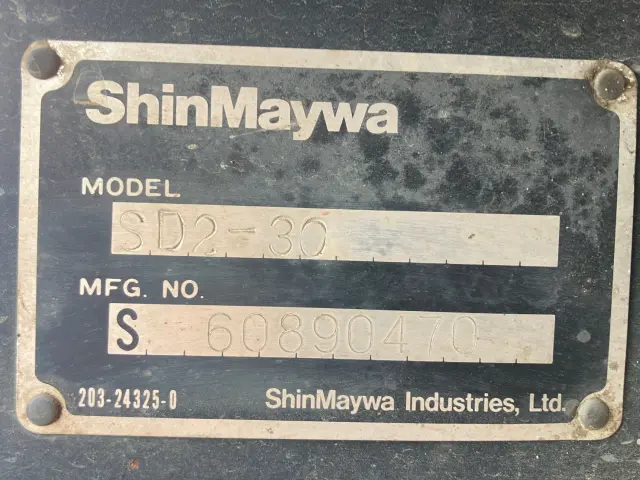 ShinMaywa
MODEL
SD2-30
MFG. NO.
S 60890470
203-24325-0
ShinMaywa Industries, Ltd.